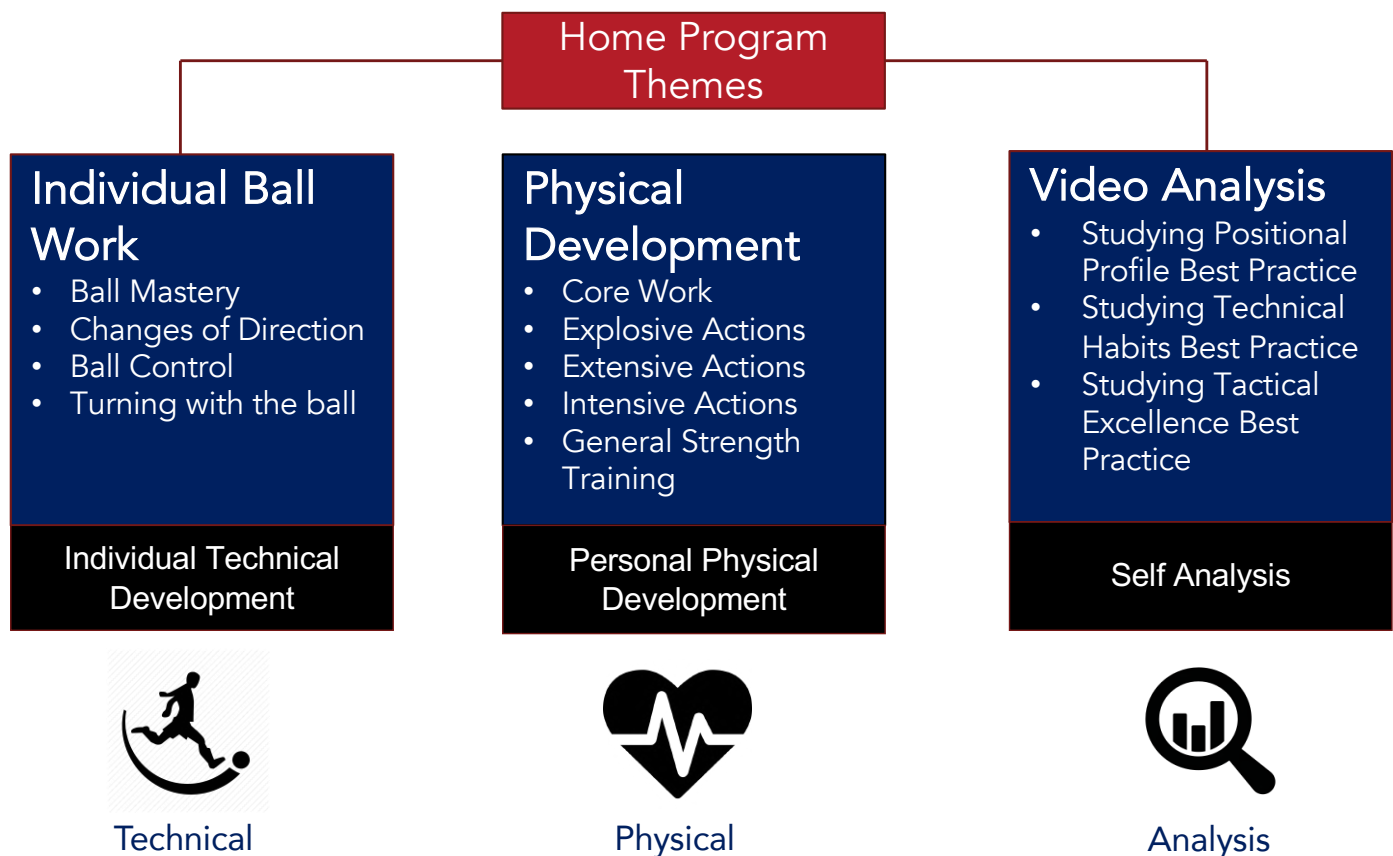 Home Program
Themes
Individual Ball
Work
• Ball Mastery
• Changes of Direction
• Ball Control
• Turning with the ball
Individual Technical
Development
Technical
Physical
Development
• Core Work
• Explosive Actions
• Extensive Actions
• Intensive Actions
• General Strength
Training
Personal Physical
Development
Physical
Video Analysis
• Studying Positional
Profile Best Practice
• Studying Technical
Habits Best Practice
• Studying Tactical
Excellence Best
Practice
Self Analysis
Analysis